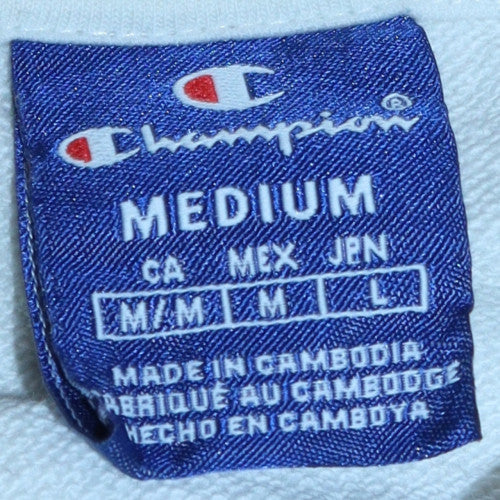 Champion®
MEDIUM
CA MEX JPN
M/M M L
MADE IN CAMBODIA
FABRIQUÉ AU CAMBODGE
HECHO EN CAMBOYA